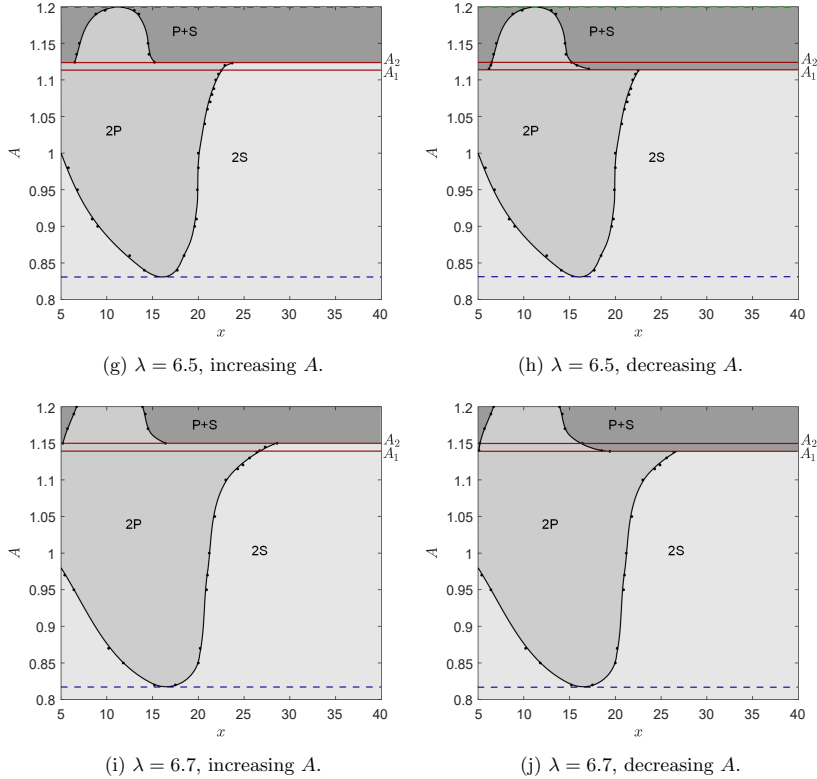 1.2
1.15
1.1
1.05
1
0.95
0.9
0.85
0.8
A
P+S
2P
2S
A₂
A₁
5 10 15 20 25 30 35 40
x
(g) λ = 6.5, increasing A.
1.2
1.15
1.1
1.05
1
0.95
0.9
0.85
0.8
A
P+S
2P
2S
A₂
A₁
5 10 15 20 25 30 35 40
x
(h) λ = 6.5, decreasing A.
1.2
1.15
1.1
1.05
1
0.95
0.9
0.85
0.8
A
P+S
2P
2S
A₂
A₁
5 10 15 20 25 30 35 40
x
(i) λ = 6.7, increasing A.
1.2
1.15
1.1
1.05
1
0.95
0.9
0.85
0.8
A
P+S
2P
2S
A₂
A₁
5 10 15 20 25 30 35 40
x
(j) λ = 6.7, decreasing A.